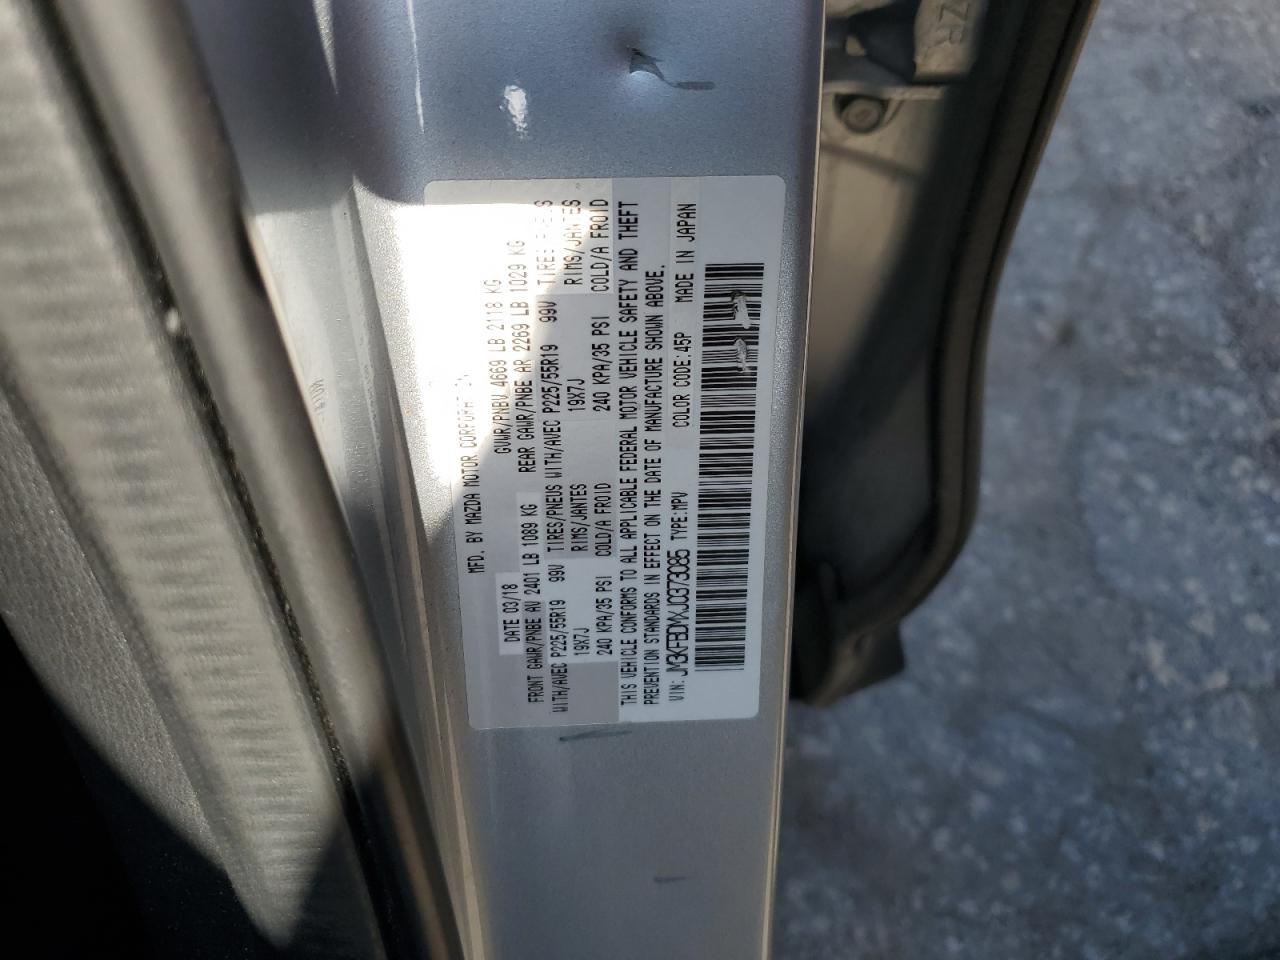 MFD. BY MAZDA MOTOR CORPORATION
DATE 03/18 GVWR/PNBV 4669 LB 2118 KG
FRONT GAWR/PNBE AV 2401 LB 1089 KG REAR GAWR/PNBE AR 2269 LB 1029 KG
WITH/AVEC P225/55R19 99V TIRES/PNEUS WITH/AVEC P225/55R19 99V TIRES/PNEUS
19X7J RIMS/JANTES 19X7J RIMS/JANTES
240 KPA/35 PSI COLD/A FROID 240 KPA/35 PSI COLD/A FROID
THIS VEHICLE CONFORMS TO ALL APPLICABLE FEDERAL MOTOR VEHICLE SAFETY AND THEFT
PREVENTION STANDARDS IN EFFECT ON THE DATE OF MANUFACTURE SHOWN ABOVE.
VIN: JM3KFBDMXJ0373085 TYPE:MPV COLOR CODE:45P MADE IN JAPAN